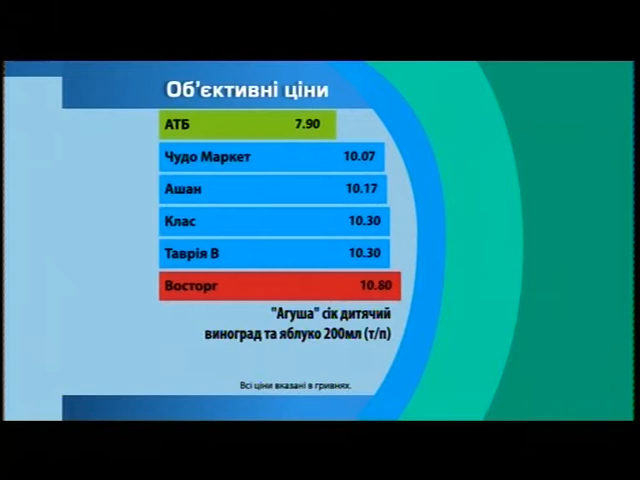 Об'єктивні ціни
АТБ 7.90
Чудо Маркет 10.07
Ашан 10.17
Клас 10.30
Таврія В 10.30
Восторг 10.80
"Агуша" сік дитячий
виноград та яблуко 200мл (т/п)
Всі ціни вказані в гривнях.